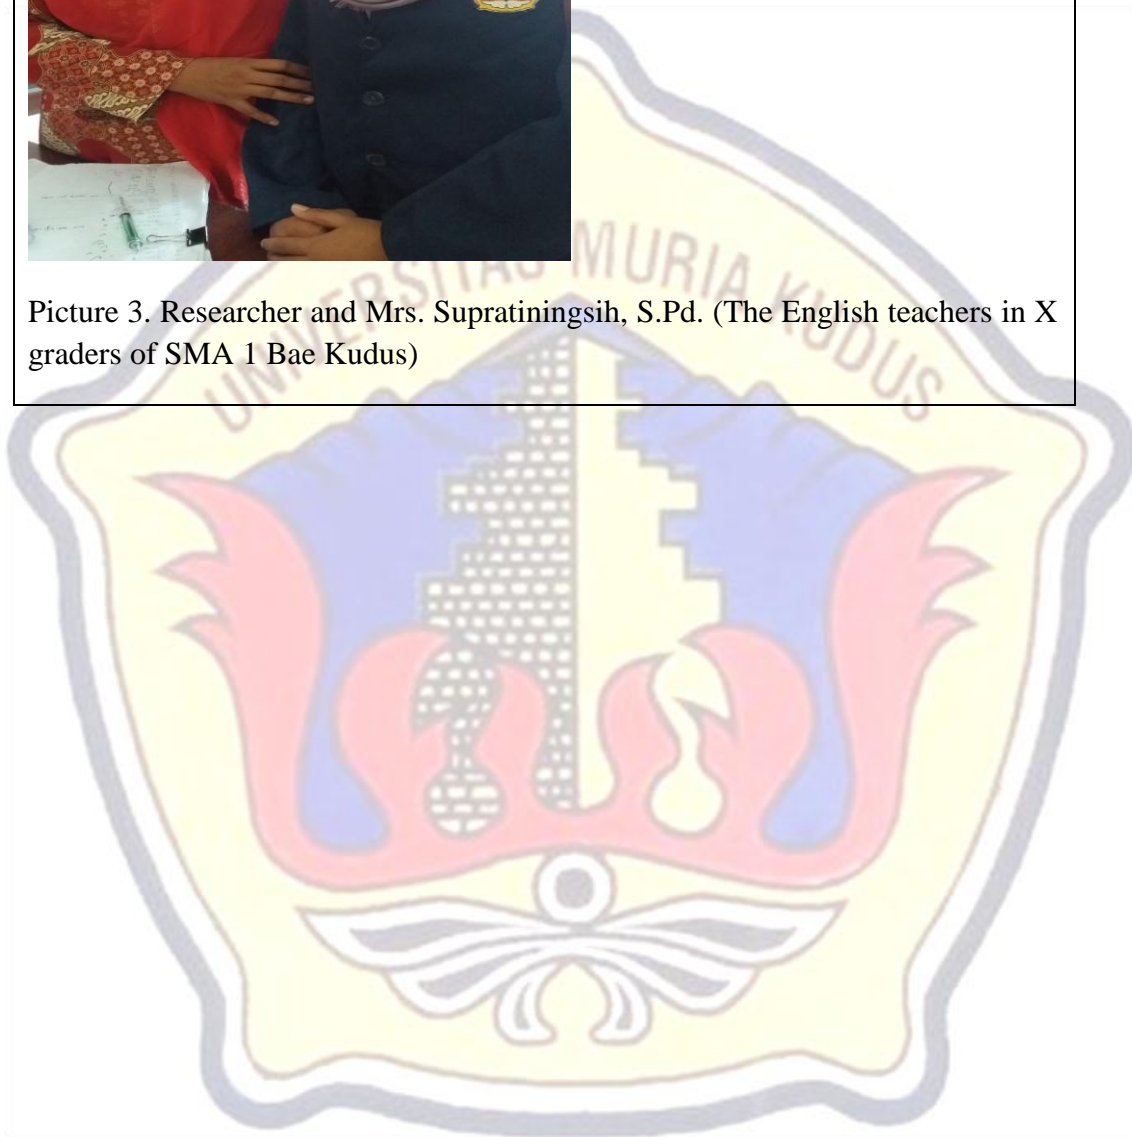 UNIVERSITAS MURIA KUDUS
Picture 3. Researcher and Mrs. Supratiningsih, S.Pd. (The English teachers in X
graders of SMA 1 Bae Kudus)